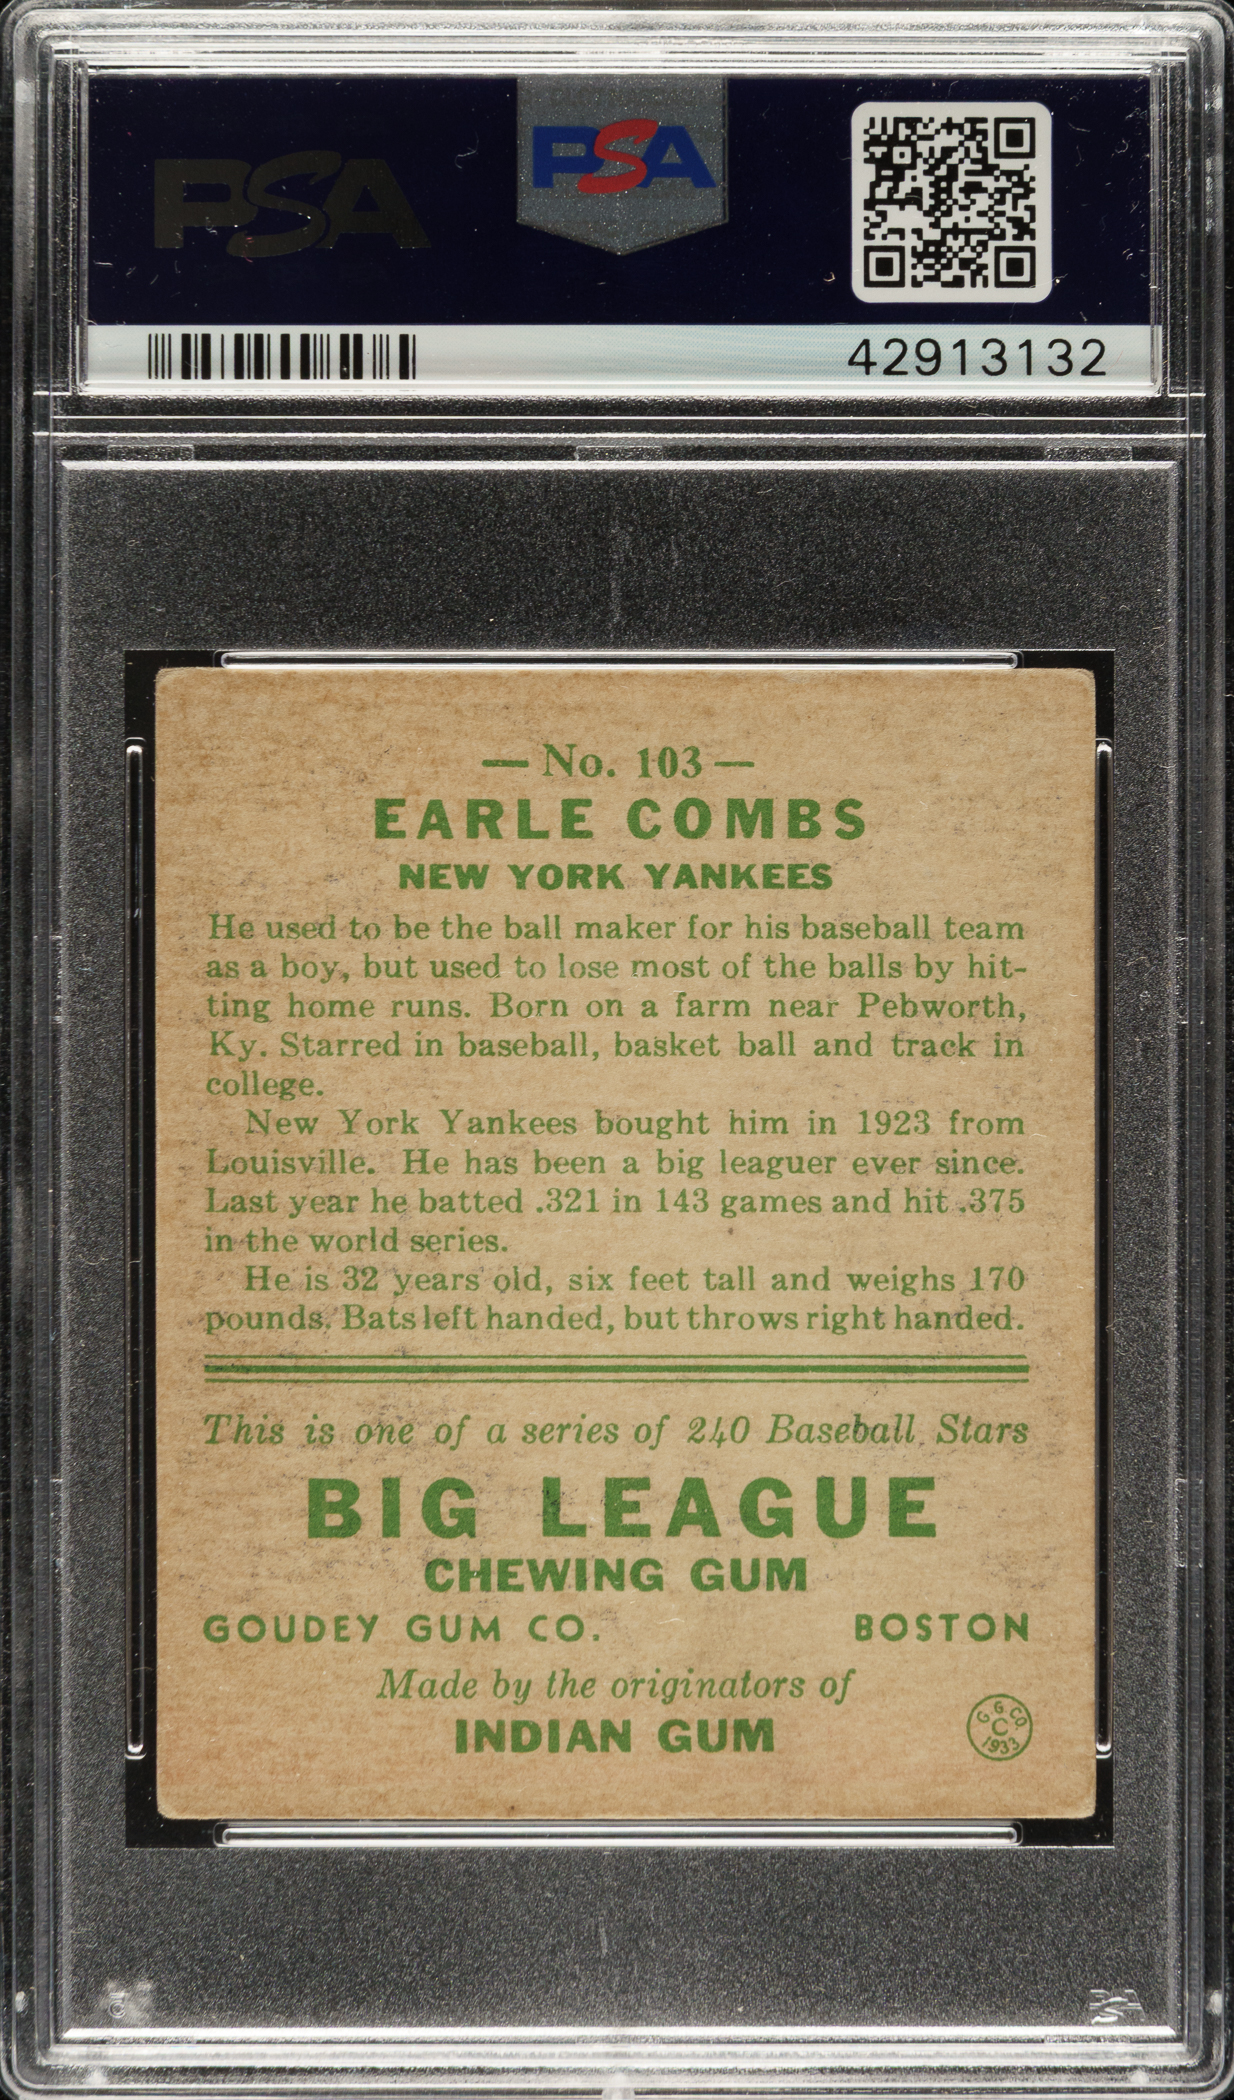 PSA
PSA
42913132
— No. 103 —
EARLE COMBS
NEW YORK YANKEES
He used to be the ball maker for his baseball team
as a boy, but used to lose most of the balls by hit-
ting home runs. Born on a farm near Pebworth,
Ky. Starred in baseball, basket ball and track in
college.
New York Yankees bought him in 1923 from
Louisville. He has been a big leaguer ever since.
Last year he batted .321 in 143 games and hit .375
in the world series.
He is 32 years old, six feet tall and weighs 170
pounds. Bats left handed, but throws right handed.
This is one of a series of 240 Baseball Stars
BIG LEAGUE
CHEWING GUM
GOUDEY GUM CO. BOSTON
Made by the originators of
INDIAN GUM
G. G. CO.
C
1933
PSA